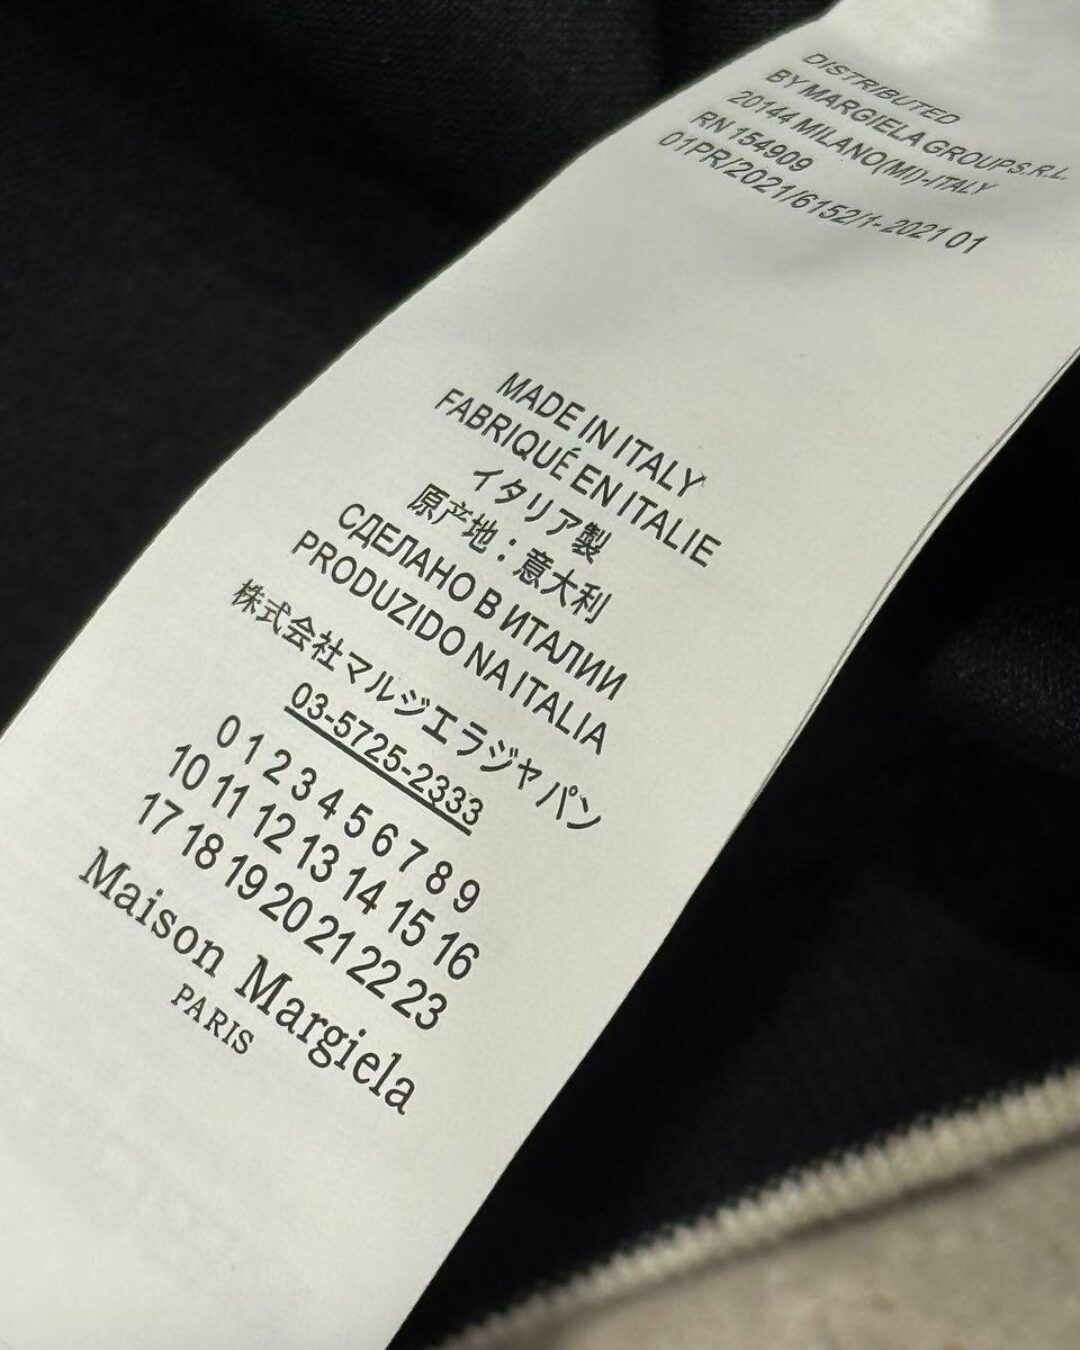 DISTRIBUTED
BY MARGIELA GROUP S.R.L.
20144 MILANO(MI)-ITALY
RN 154909
01PR/2021/6152/1- 2021 01
MADE IN ITALY
FABRIQUÉ EN ITALIE
イタリア製
原产地：意大利
СДЕЛАНО В ИТАЛИИ
PRODUZIDO NA ITALIA
株式会社マルジエラジャパン
03-5725-2333
0 1 2 3 4 5 6 7 8 9
10 11 12 13 14 15 16
17 18 19 20 21 22 23
Maison Margiela
PARIS